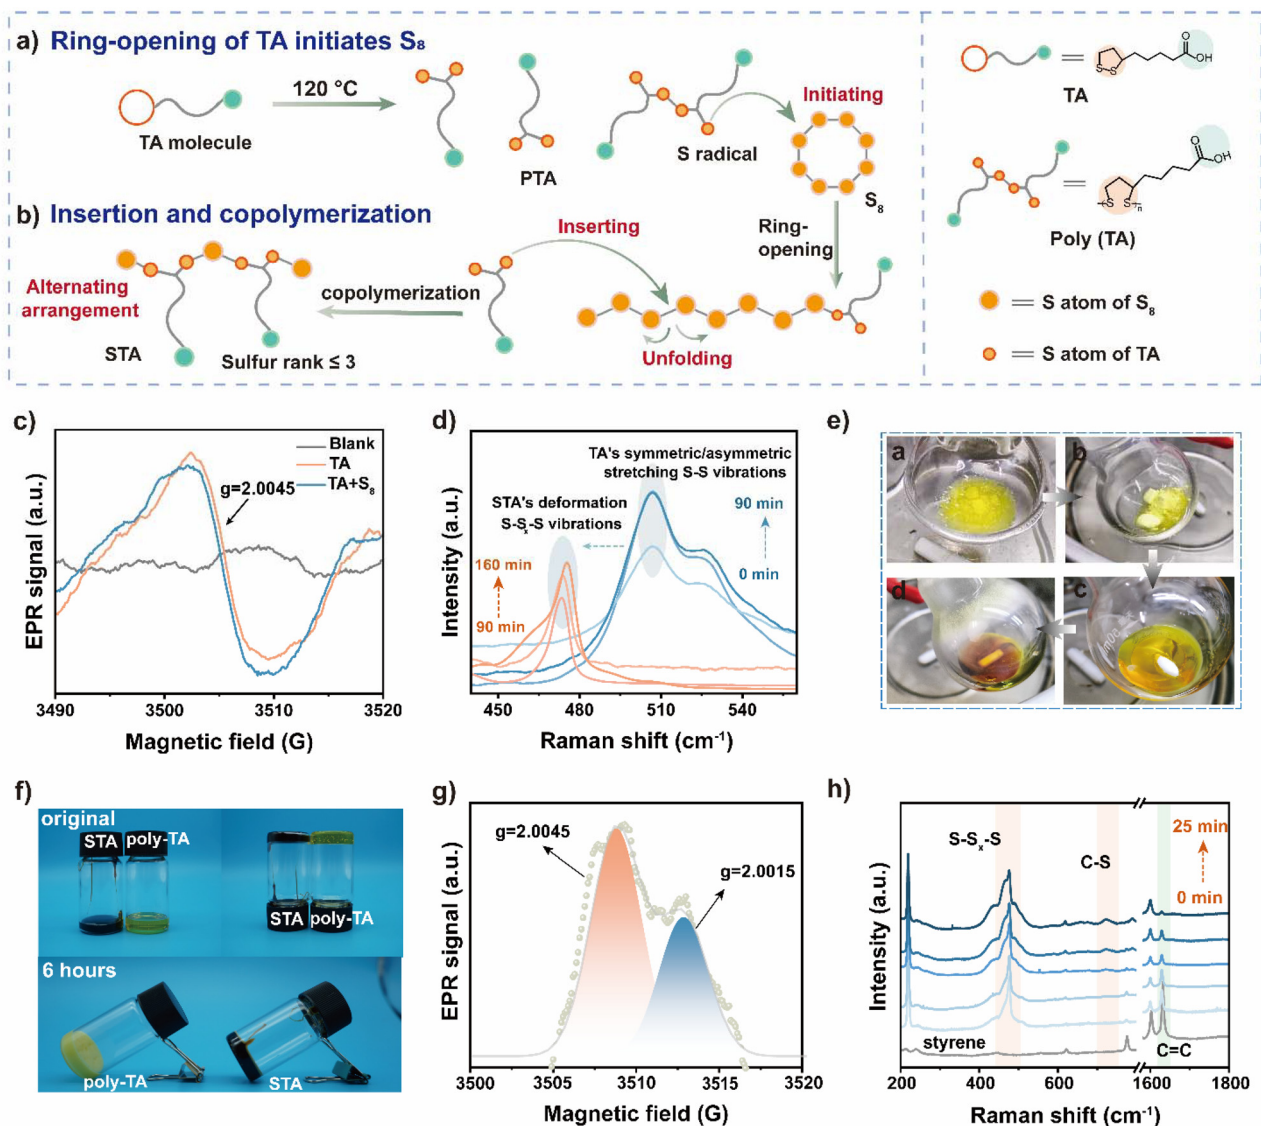 a) Ring-opening of TA initiates S₈
120 °C
TA molecule
PTA
S radical
Initiating
S₈
Ring-
opening
b) Insertion and copolymerization
Alternating
arrangement
STA
Sulfur rank ≤ 3
copolymerization
Inserting
Unfolding
O
OH
S-S
TA
O
OH
S
S
n
Poly (TA)
S atom of S₈
S atom of TA
c)
Blank
TA
TA+S₈
g=2.0045
EPR signal (a.u.)
3490
3500
3510
3520
Magnetic field (G)
d)
TA's symmetric/asymmetric
stretching S-S vibrations
STA's deformation
S-Sₓ-S vibrations
90 min
0 min
160 min
90 min
Intensity (a.u.)
450
480
510
540
Raman shift (cm⁻¹)
e)
a
b
d
c
f)
original
STA
poly-TA
STA
poly-TA
6 hours
poly-TA
STA
g)
g=2.0045
g=2.0015
EPR signal (a.u.)
3500
3505
3510
3515
3520
Magnetic field (G)
h)
S-Sₓ-S
C-S
25 min
0 min
styrene
C=C
Intensity (a.u.)
200
400
600
1600
1800
Raman shift (cm⁻¹)